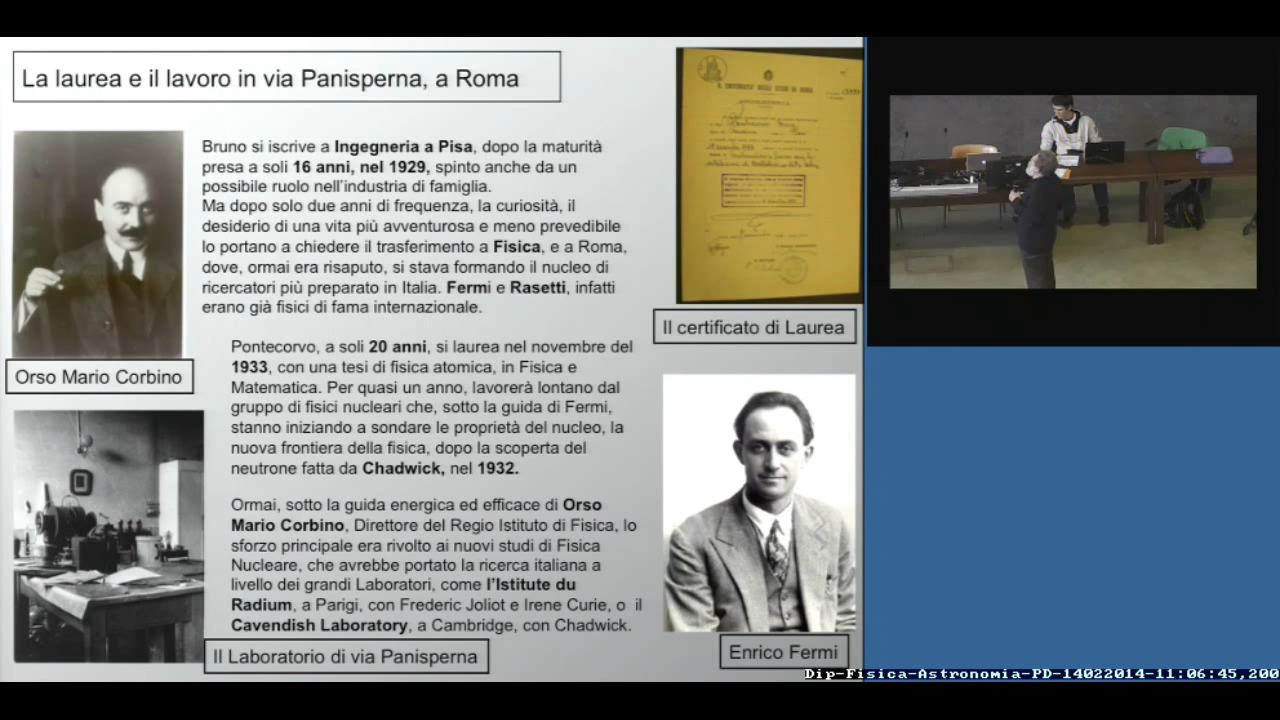 La laurea e il lavoro in via Panisperna, a Roma
Bruno si iscrive a Ingegneria a Pisa, dopo la maturità
presa a soli 16 anni, nel 1929, spinto anche da un
possibile ruolo nell'industria di famiglia.
Ma dopo solo due anni di frequenza, la curiosità, il
desiderio di una vita più avventurosa e meno prevedibile
lo portano a chiedere il trasferimento a Fisica, e a Roma,
dove, ormai era risaputo, si stava formando il nucleo di
ricercatori più preparato in Italia. Fermi e Rasetti, infatti
erano già fisici di fama internazionale.
Il certificato di Laurea
Orso Mario Corbino
Pontecorvo, a soli 20 anni, si laurea nel novembre del
1933, con una tesi di fisica atomica, in Fisica e
Matematica. Per quasi un anno, lavorerà lontano dal
gruppo di fisici nucleari che, sotto la guida di Fermi,
stanno iniziando a sondare le proprietà del nucleo, la
nuova frontiera della fisica, dopo la scoperta del
neutrone fatta da Chadwick, nel 1932.
Ormai, sotto la guida energica ed efficace di Orso
Mario Corbino, Direttore del Regio Istituto di Fisica, lo
sforzo principale era rivolto ai nuovi studi di Fisica
Nucleare, che avrebbe portato la ricerca italiana a
livello dei grandi Laboratori, come l'Istitute du
Radium, a Parigi, con Frederic Joliot e Irene Curie, o il
Cavendish Laboratory, a Cambridge, con Chadwick.
Il Laboratorio di via Panisperna
Enrico Fermi
Dip-Fisica-Astronomia-PD-14022014-11:06:45,200